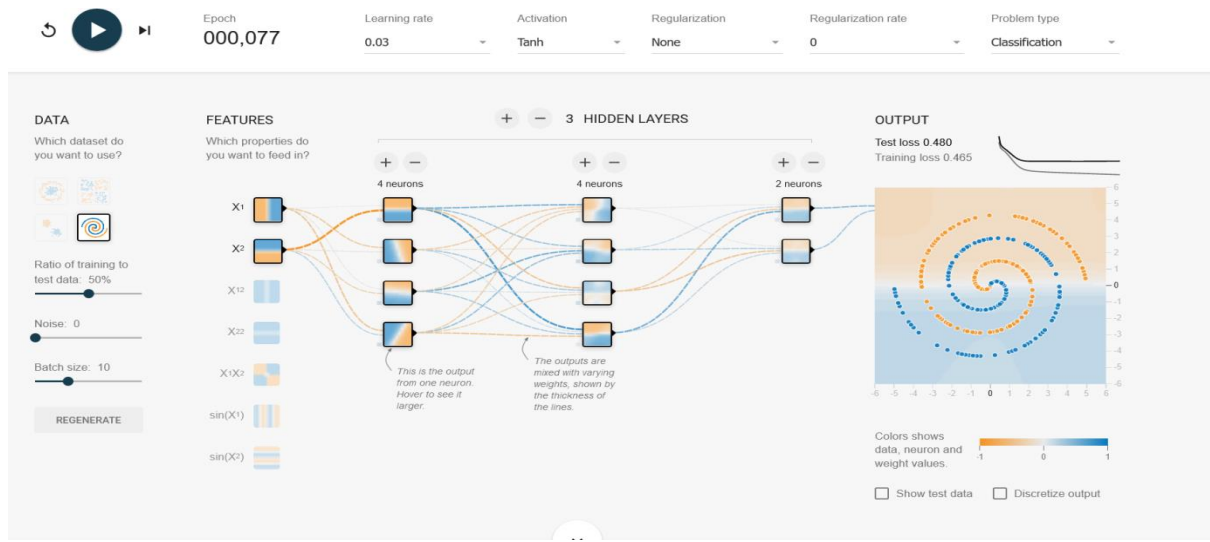 Epoch
000,077
Learning rate
0.03
Activation
Tanh
Regularization
None
Regularization rate
0
Problem type
Classification
DATA
Which dataset do
you want to use?
Ratio of training to
test data: 50%
Noise: 0
Batch size: 10
REGENERATE
FEATURES
Which properties do
you want to feed in?
X1
X2
X12
X22
X1X2
sin(X1)
sin(X2)
+ − 3 HIDDEN LAYERS
+ −
4 neurons
+ −
4 neurons
+ −
2 neurons
This is the output
from one neuron.
Hover to see it
larger.
The outputs are
mixed with varying
weights, shown by
the thickness of
the lines.
OUTPUT
Test loss 0.480
Training loss 0.465
6
5
4
3
2
1
0
-1
-2
-3
-4
-5
-6
-6 -5 -4 -3 -2 -1 0 1 2 3 4 5 6
Colors shows
data, neuron and
weight values.
-1 0 1
Show test data
Discretize output